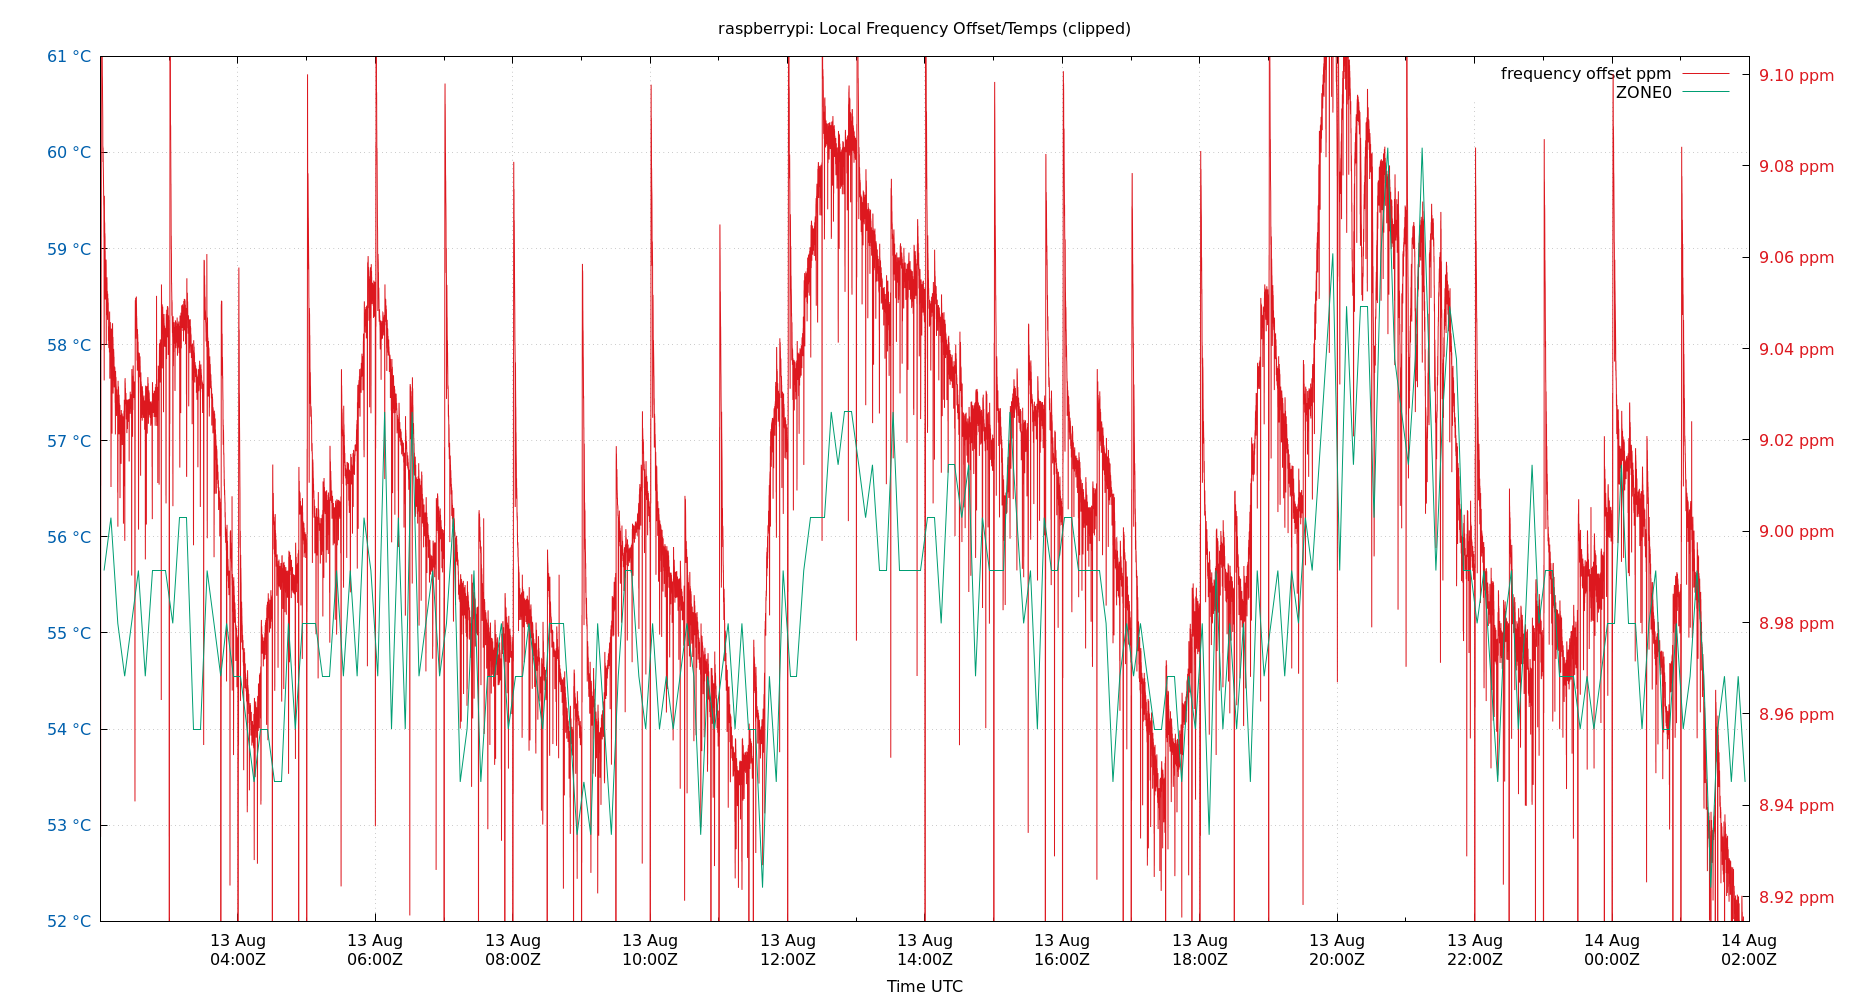 raspberrypi: Local Frequency Offset/Temps (clipped)
61 °C
60 °C
59 °C
58 °C
57 °C
56 °C
55 °C
54 °C
53 °C
52 °C
frequency offset ppm
ZONE0
9.10 ppm
9.08 ppm
9.06 ppm
9.04 ppm
9.02 ppm
9.00 ppm
8.98 ppm
8.96 ppm
8.94 ppm
8.92 ppm
13 Aug 13 Aug 13 Aug 13 Aug 13 Aug 13 Aug 13 Aug 13 Aug 13 Aug 13 Aug 14 Aug 14 Aug
04:00Z 06:00Z 08:00Z 10:00Z 12:00Z 14:00Z 16:00Z 18:00Z 20:00Z 22:00Z 00:00Z 02:00Z
Time UTC